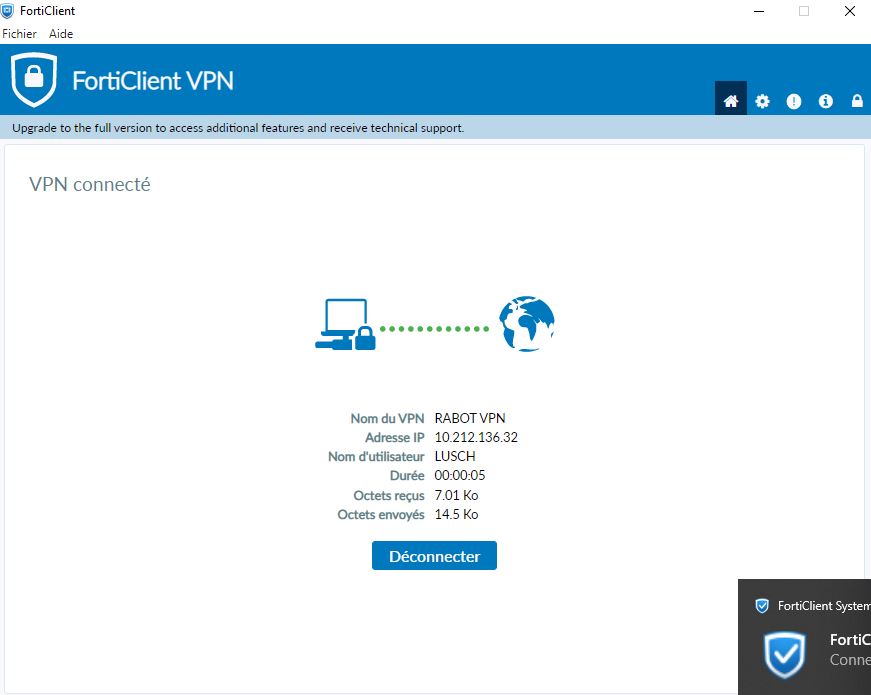 FortiClient
Fichier Aide
FortiClient VPN
Upgrade to the full version to access additional features and receive technical support.
VPN connecté
Nom du VPN RABOT VPN
Adresse IP 10.212.136.32
Nom d'utilisateur LUSCH
Durée 00:00:05
Octets reçus 7.01 Ko
Octets envoyés 14.5 Ko
Déconnecter
FortiClient System
FortiC
Conne